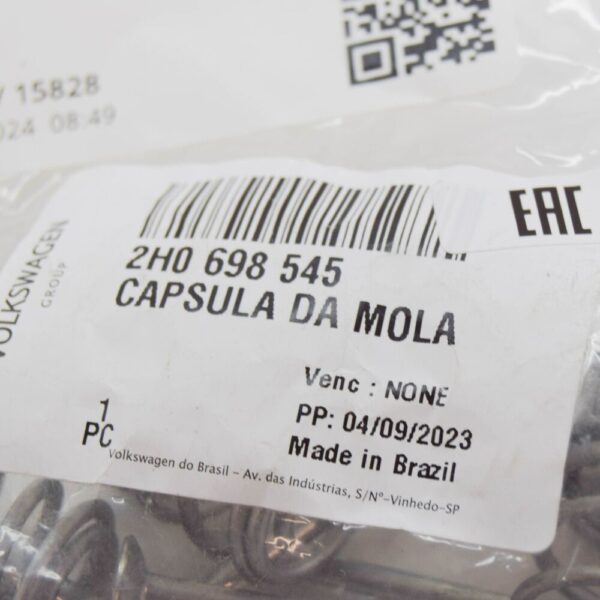 / 15828
024 08:49
EAC
2H0 698 545
CAPSULA DA MOLA
VOLKSWAGEN
GROUP
Venc : NONE
1
PC
PP: 04/09/2023
Made in Brazil
Volkswagen do Brasil – Av. das Indústrias, S/Nº-Vinhedo-SP